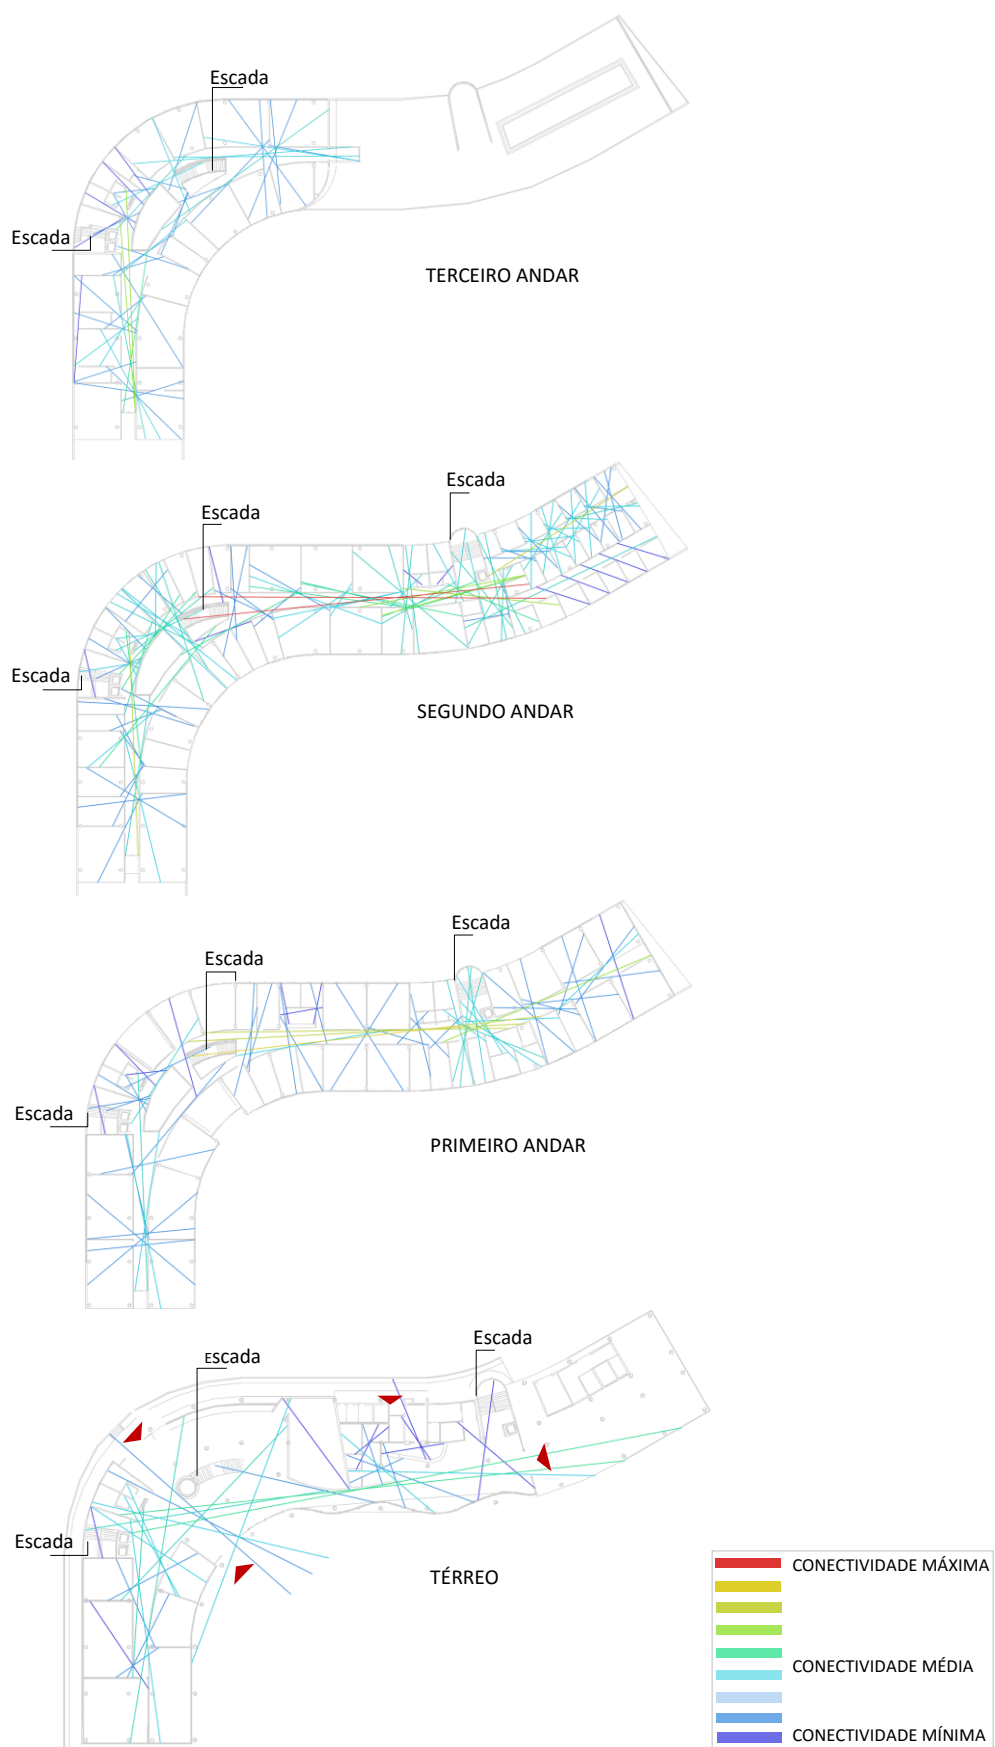 Escada
Escada
TERCEIRO ANDAR
Escada
Escada
Escada
SEGUNDO ANDAR
Escada
Escada
Escada
PRIMEIRO ANDAR
Escada
Escada
Escada
TÉRREO
CONECTIVIDADE MÁXIMA
CONECTIVIDADE MÉDIA
CONECTIVIDADE MÍNIMA